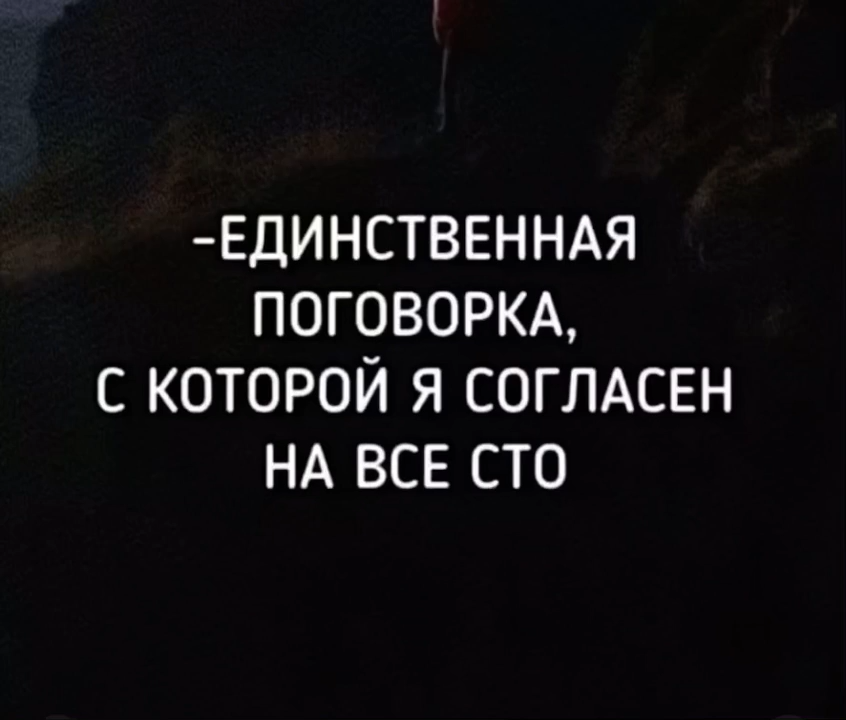 -ЕДИНСТВЕННАЯ
ПОГОВОРКА,
С КОТОРОЙ Я СОГЛАСЕН
НА ВСЕ СТО